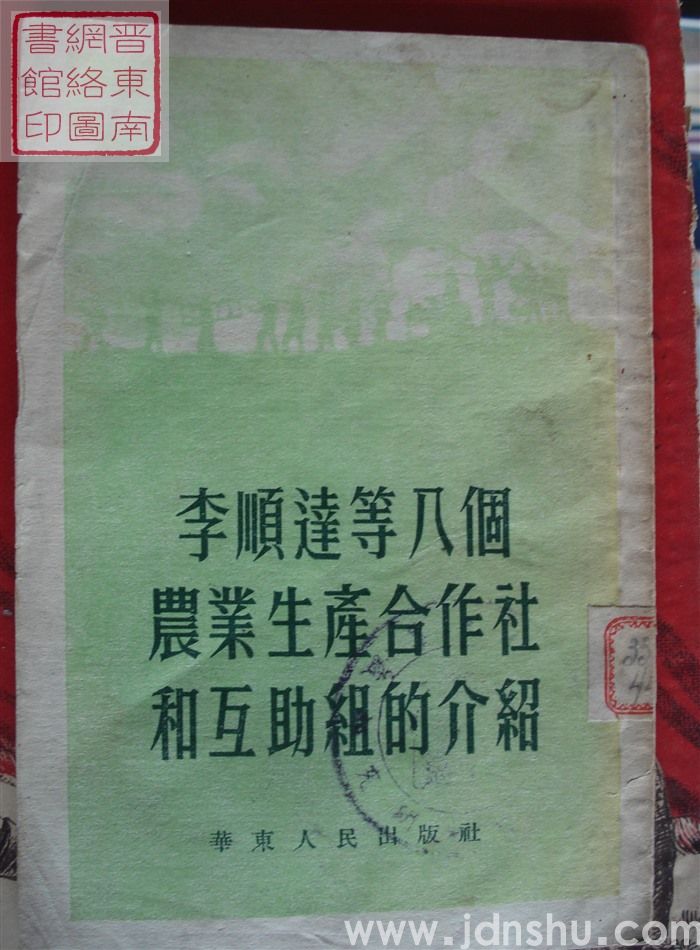 晋東南
網絡圖
書館印
李順達等八個
農業生產合作社
和互助組的介紹
華東人民出版社
www.jdnshu.com